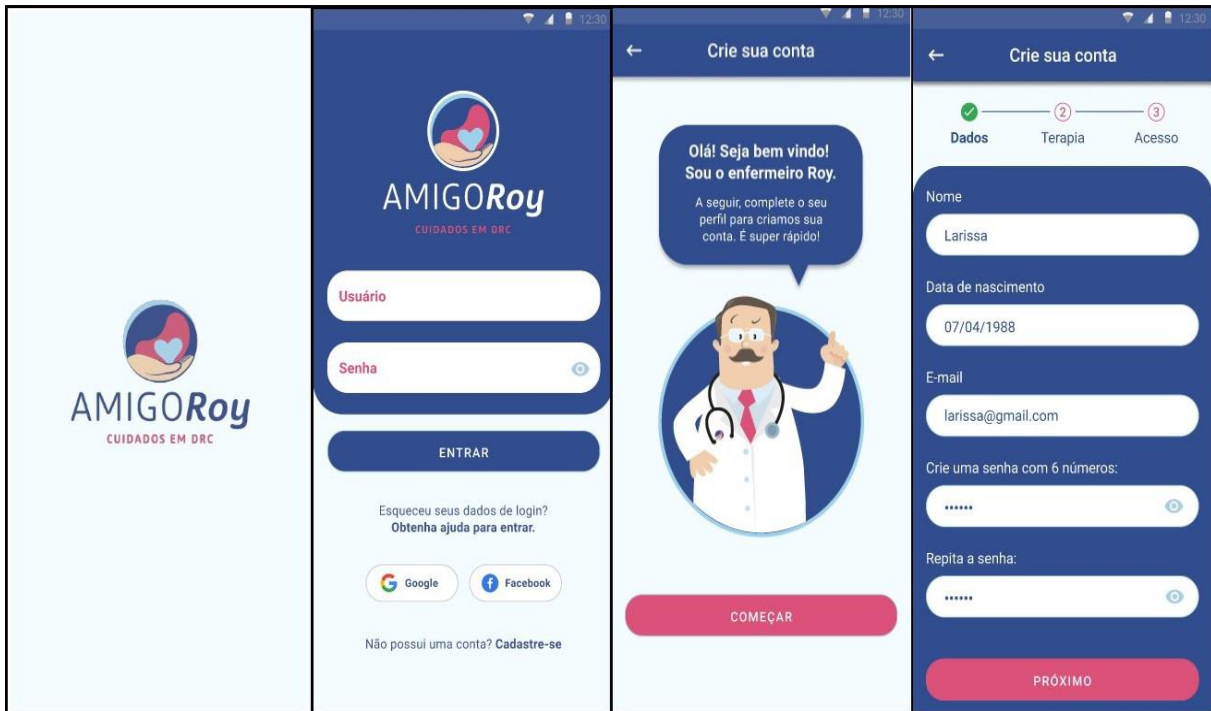 AMIGORoy
CUIDADOS EM DRC
12:30
AMIGORoy
CUIDADOS EM DRC
Usuário
Senha
ENTRAR
Esqueceu seus dados de login?
Obtenha ajuda para entrar.
Google
Facebook
Não possui uma conta? Cadastre-se
12:30
Crie sua conta
Olá! Seja bem vindo!
Sou o enfermeiro Roy.
A seguir, complete o seu
perfil para criamos sua
conta. É super rápido!
COMEÇAR
12:30
Crie sua conta
2
3
Dados
Terapia
Acesso
Nome
Larissa
Data de nascimento
07/04/1988
E-mail
larissa@gmail.com
Crie uma senha com 6 números:
••••••
Repita a senha:
••••••
PRÓXIMO